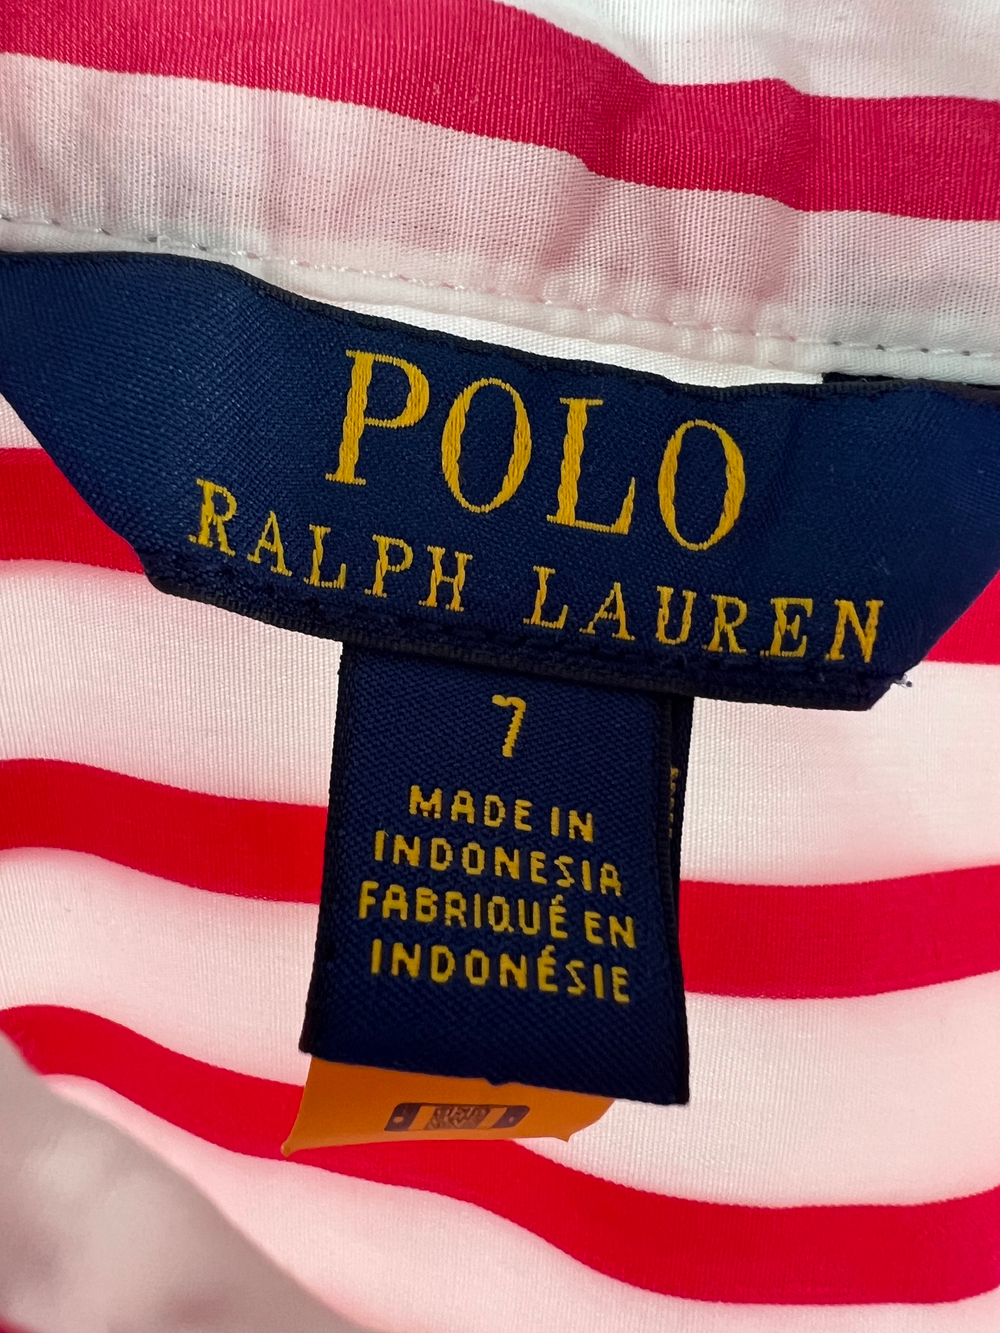 POLO
RALPH LAUREN
7
MADE IN
INDONESIA
FABRIQUÉ EN
INDONÉSIE